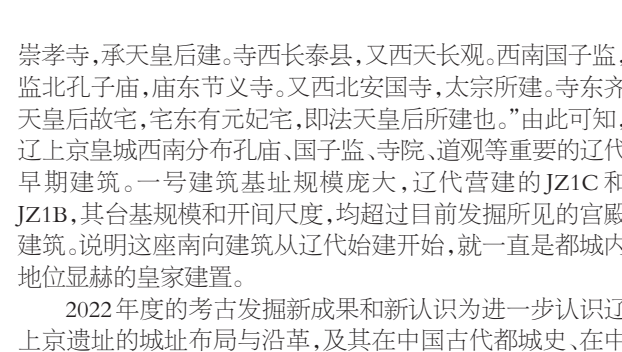 崇孝寺,承天皇后建。寺西长泰县,又西天长观。西南国子监,
监北孔子庙,庙东节义寺。又西北安国寺,太宗所建。寺东齐
天皇后故宅,宅东有元妃宅,即法天皇后所建也。”由此可知,
辽上京皇城西南分布孔庙、国子监、寺院、道观等重要的辽代
早期建筑。一号建筑基址规模庞大,辽代营建的JZ1C和
JZ1B,其台基规模和开间尺度,均超过目前发掘所见的宫殿
建筑。说明这座南向建筑从辽代始建开始,就一直是都城内
地位显赫的皇家建置。
2022年度的考古发掘新成果和新认识为进一步认识辽
上京遗址的城址布局与沿革,及其在中国古代都城史、在中